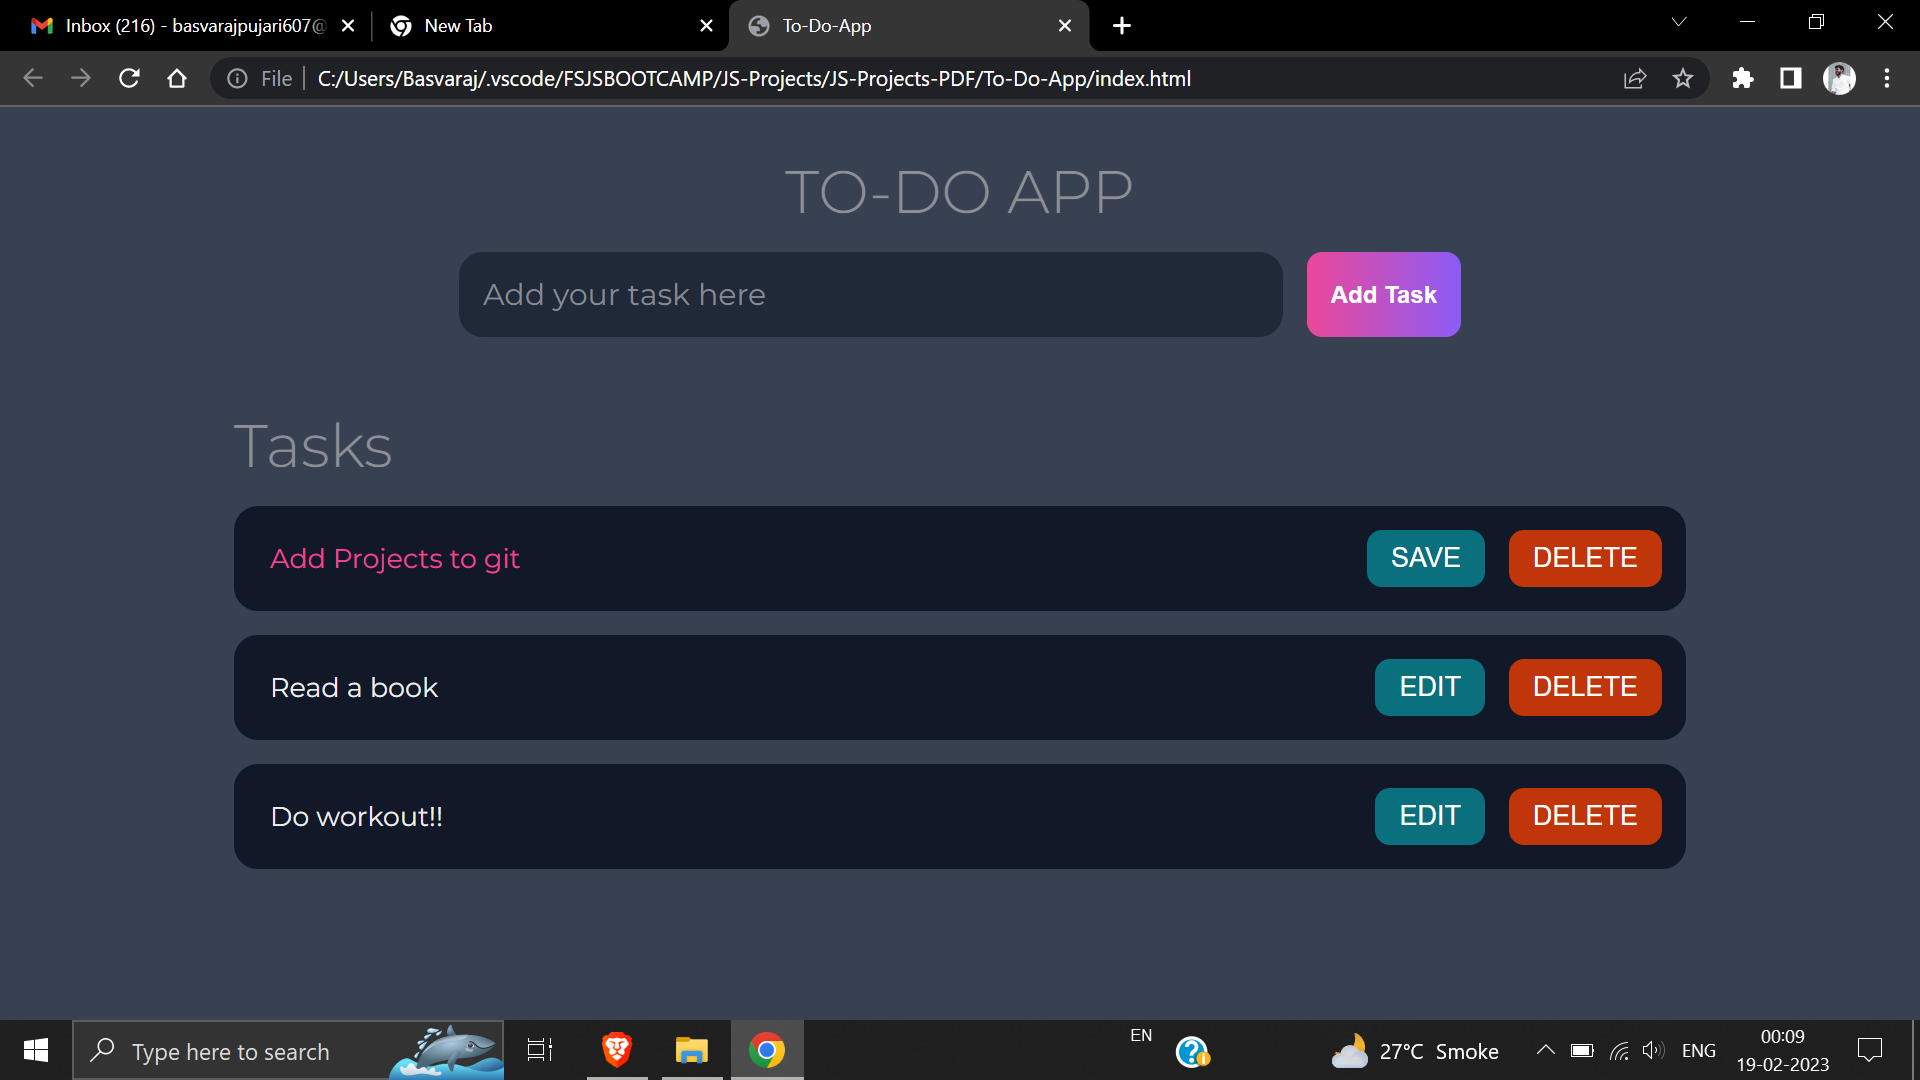 Inbox (216) - basvarajpujari607@
New Tab
To-Do-App
File
C:/Users/Basvaraj/.vscode/FSJSBOOTCAMP/JS-Projects/JS-Projects-PDF/To-Do-App/index.html
TO-DO APP
Add your task here
Add Task
Tasks
Add Projects to git SAVE DELETE
Read a book EDIT DELETE
Do workout!! EDIT DELETE
Type here to search
EN
27°C Smoke
ENG
00:09
19-02-2023